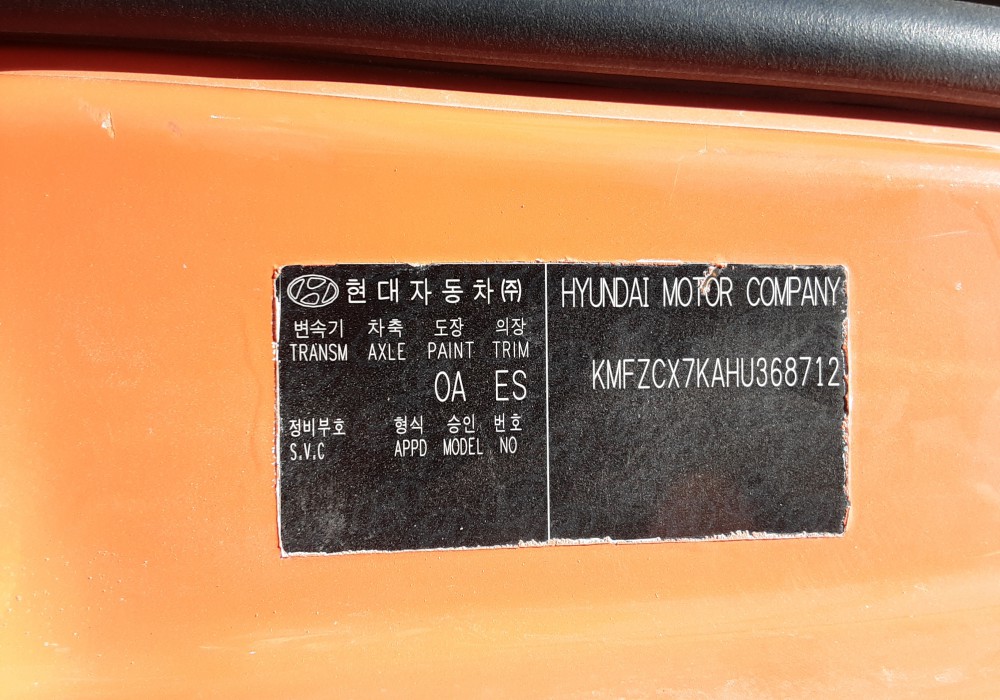 현대자동차㈜
변속기 차축 도장 의장
TRANSM AXLE PAINT TRIM
OA ES
정비부호 형식 승인 번호
S.V.C APPD MODEL NO
HYUNDAI MOTOR COMPANY
KMFZCX7KAHU368712